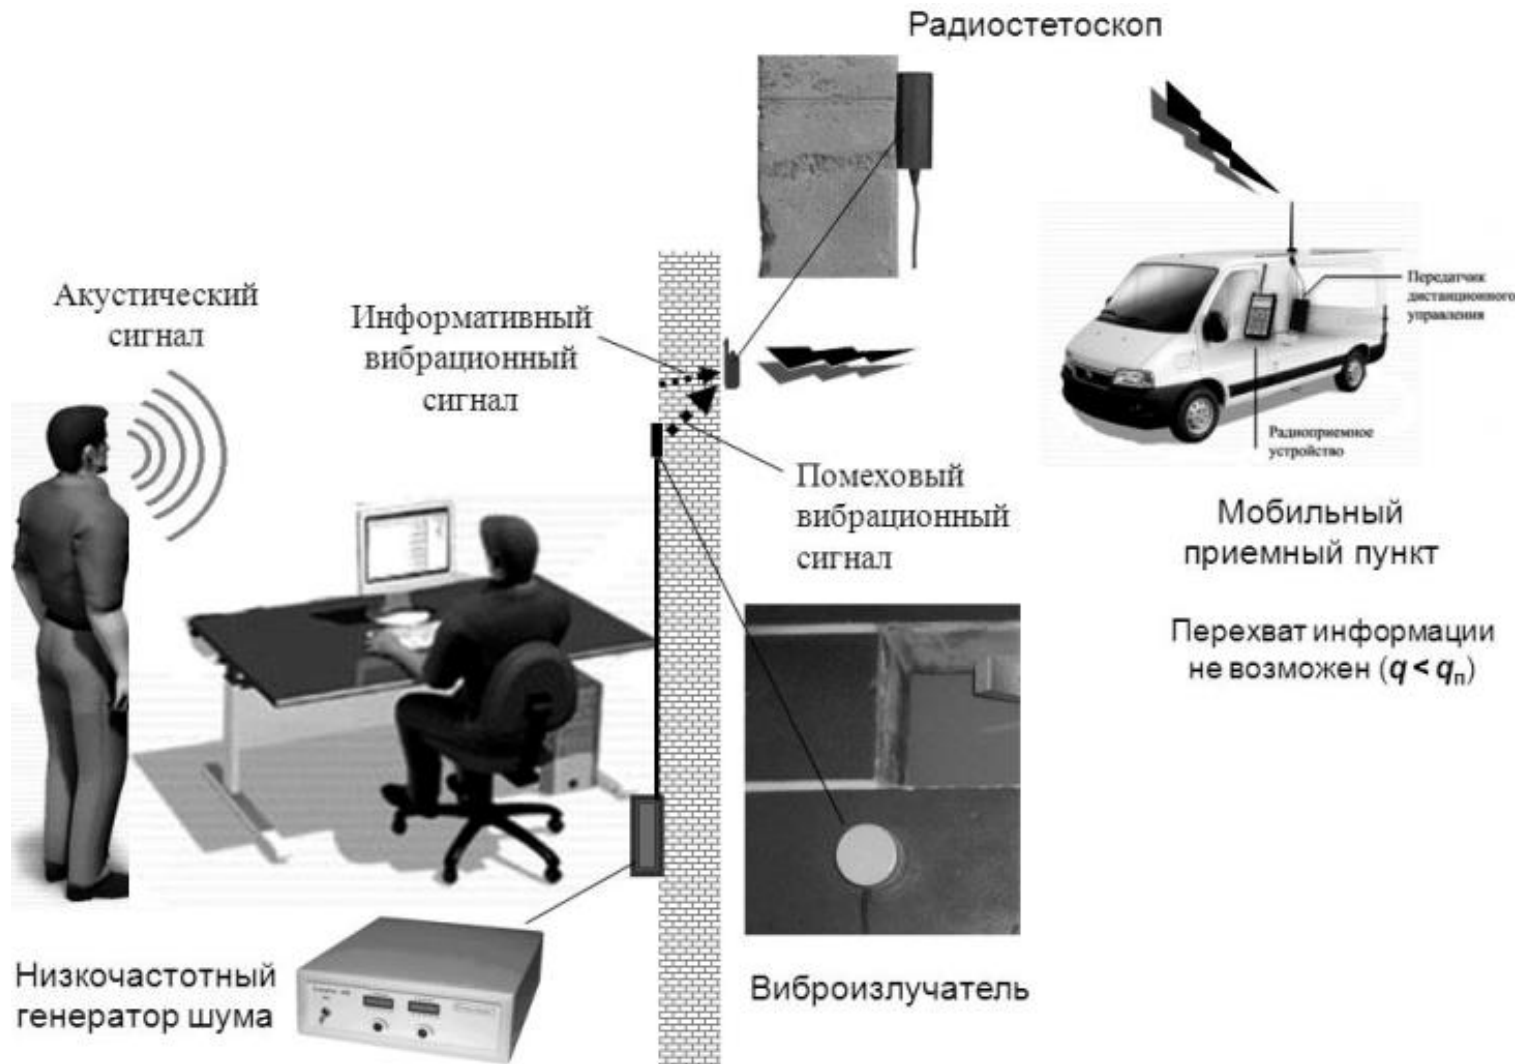 Радиостетоскоп
Акустический
сигнал
Информативный
вибрационный
сигнал
Передатчик
дистанционного
управления
Радиоприемное
устройство
Помеховый
вибрационный
сигнал
Мобильный
приемный пункт
Перехват информации
не возможен (q < qп)
Низкочастотный
генератор шума
Виброизлучатель